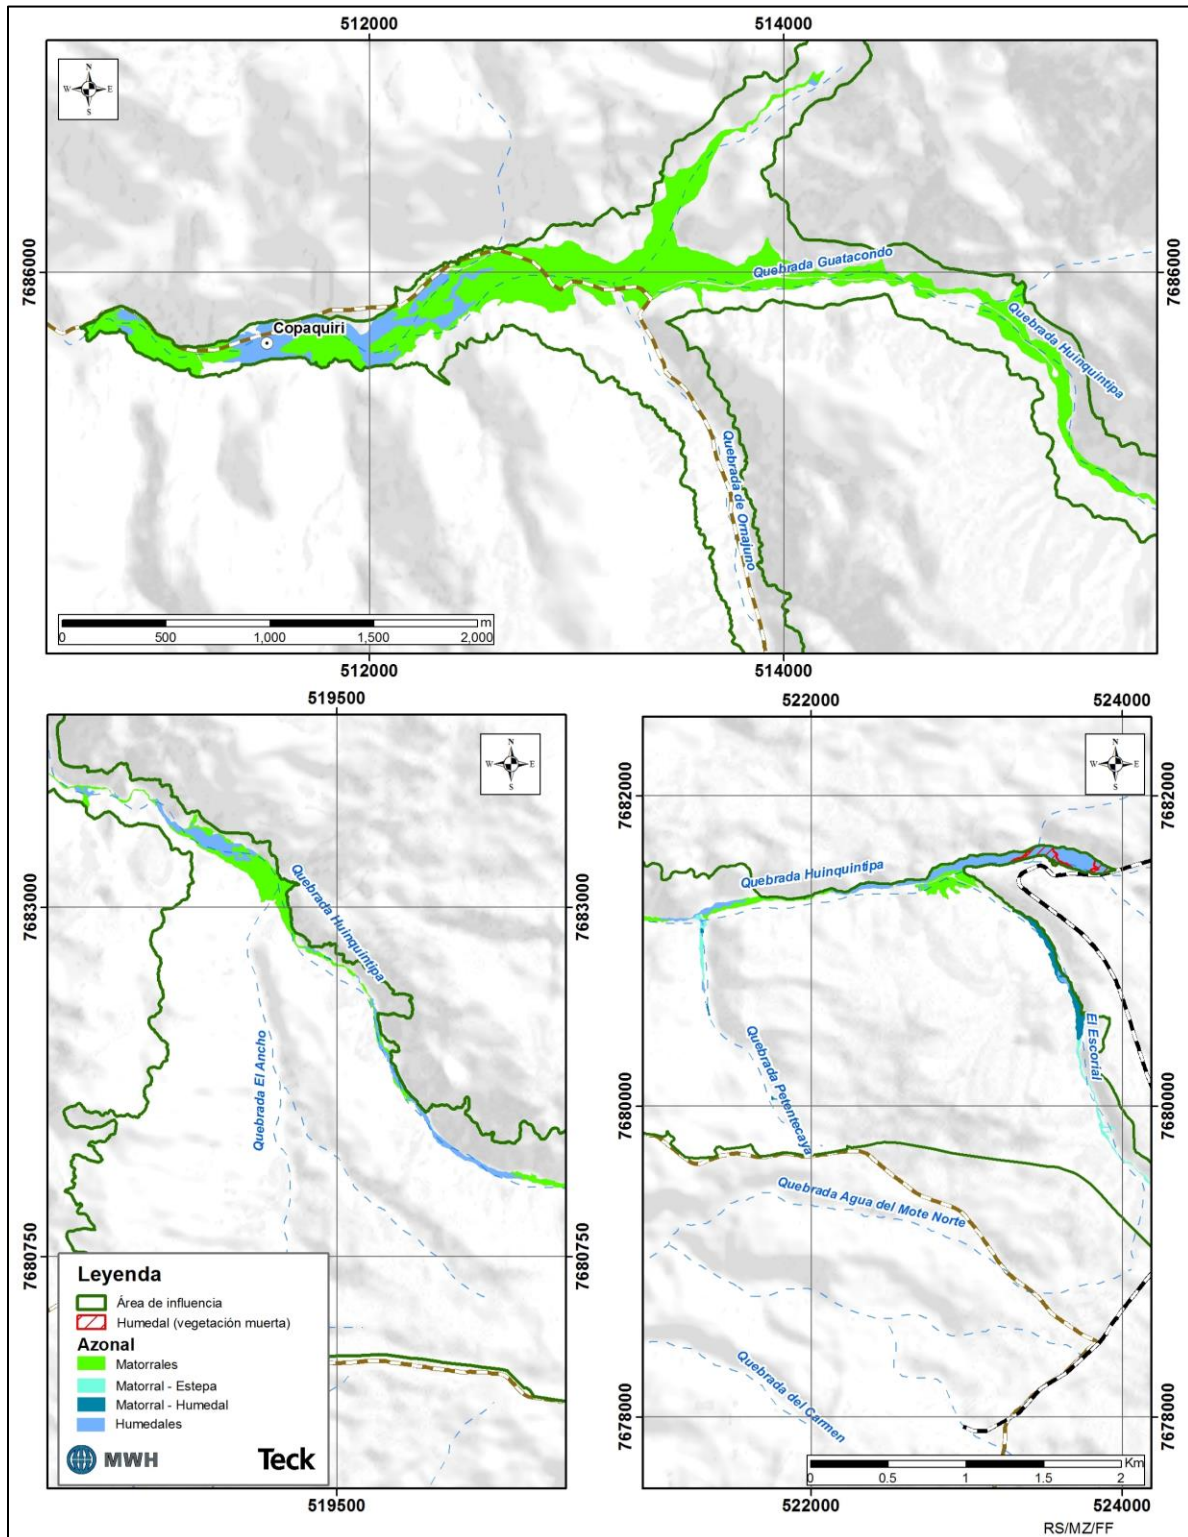 512000
514000
N
W E
S
7686000
7686000
Quebrada Guatacondo
Copaquiri
Quebrada Huinquintipa
Quebrada de Ornajuno
m
0 500 1,000 1,500 2,000
512000
514000
519500
N
W E
S
7683000
7683000
Quebrada Huinquintipa
Quebrada El Ancho
7680750
7680750
Leyenda
Área de influencia
Humedal (vegetación muerta)
Azonal
Matorrales
Matorral - Estepa
Matorral - Humedal
Humedales
MWH
Teck
519500
522000
524000
N
W E
S
7682000
7682000
Quebrada Huinquintipa
El Escorial
Quebrada Petentecaya
7680000
7680000
Quebrada Agua del Mote Norte
Quebrada del Carmen
7678000
7678000
Km
0 0.5 1 1.5 2
522000
524000
RS/MZ/FF